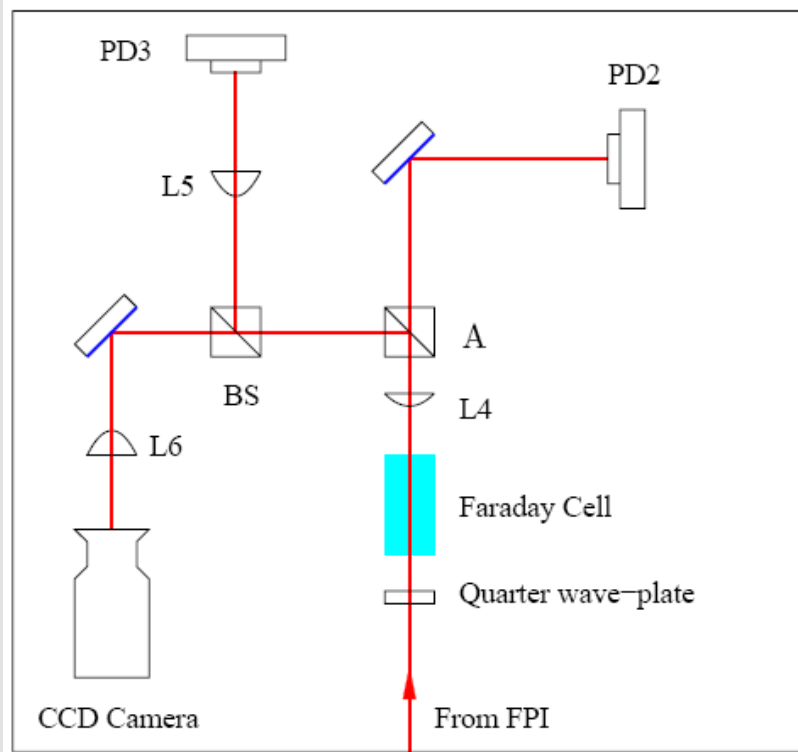 PD3
PD2
L5
A
BS
L4
L6
Faraday Cell
Quarter wave−plate
CCD Camera
From FPI